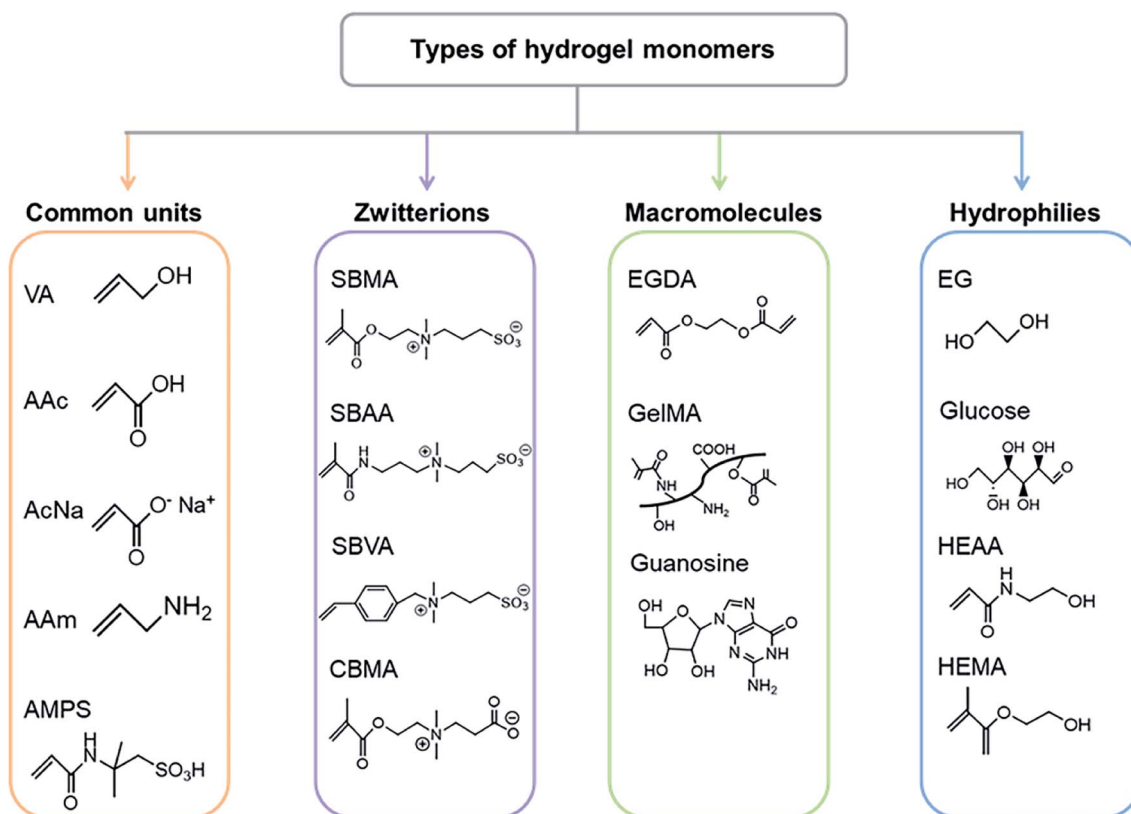 Types of hydrogel monomers
Common units
VA
OH
AAc
OH
O
AcNa
O⁻ Na⁺
O
AAm
NH₂
AMPS
H
N
SO₃H
O
Zwitterions
SBMA
O
N
⊕
SO₃
⊖
O
SBAA
H
N
⊕
N
SO₃
⊖
O
SBVA
N
⊕
SO₃
⊖
CBMA
O
O
N
⊕
O
⊖
O
Macromolecules
EGDA
O
O
O
O
GelMA
COOH
O
O
NH
O
NH₂
OH
Guanosine
OH
O
N
N
O
N
NH
OH
OH
NH₂
Hydrophilies
EG
OH
HO
Glucose
OH
OH
O
HO
OH
OH
HEAA
H
N
OH
O
HEMA
O
OH
O